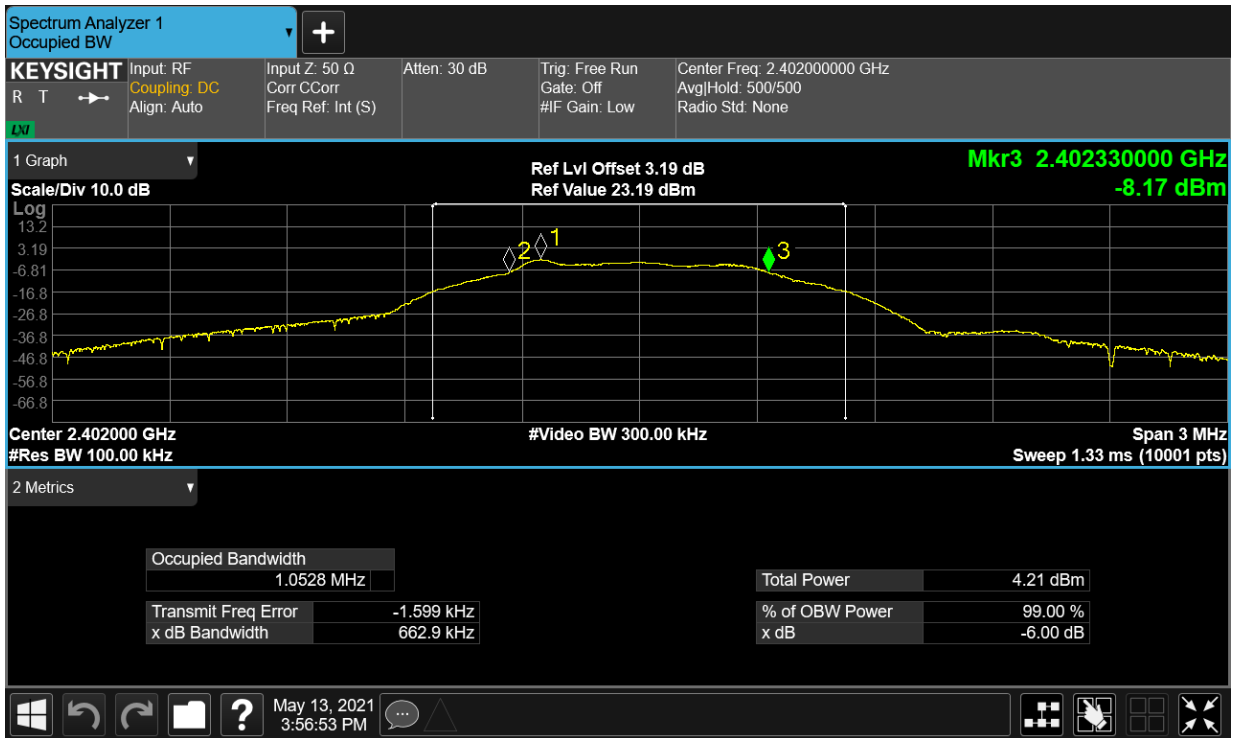 Spectrum Analyzer 1
Occupied BW
▼
+
KEYSIGHT
R T
LXI
Input: RF
Coupling: DC
Align: Auto
Input Z: 50 Ω
Corr CCorr
Freq Ref: Int (S)
Atten: 30 dB
Trig: Free Run
Gate: Off
#IF Gain: Low
Center Freq: 2.402000000 GHz
Avg|Hold: 500/500
Radio Std: None
1 Graph ▼
Scale/Div 10.0 dB
Ref Lvl Offset 3.19 dB
Ref Value 23.19 dBm
Mkr3 2.402330000 GHz
-8.17 dBm
Log
13.2
3.19
-6.81
-16.8
-26.8
-36.8
-46.8
-56.8
-66.8
2
1
3
Center 2.402000 GHz
#Video BW 300.00 kHz
Span 3 MHz
#Res BW 100.00 kHz
Sweep 1.33 ms (10001 pts)
2 Metrics ▼
Occupied Bandwidth
1.0528 MHz
Transmit Freq Error -1.599 kHz
x dB Bandwidth 662.9 kHz
Total Power 4.21 dBm
% of OBW Power 99.00 %
x dB -6.00 dB
?
May 13, 2021
3:56:53 PM